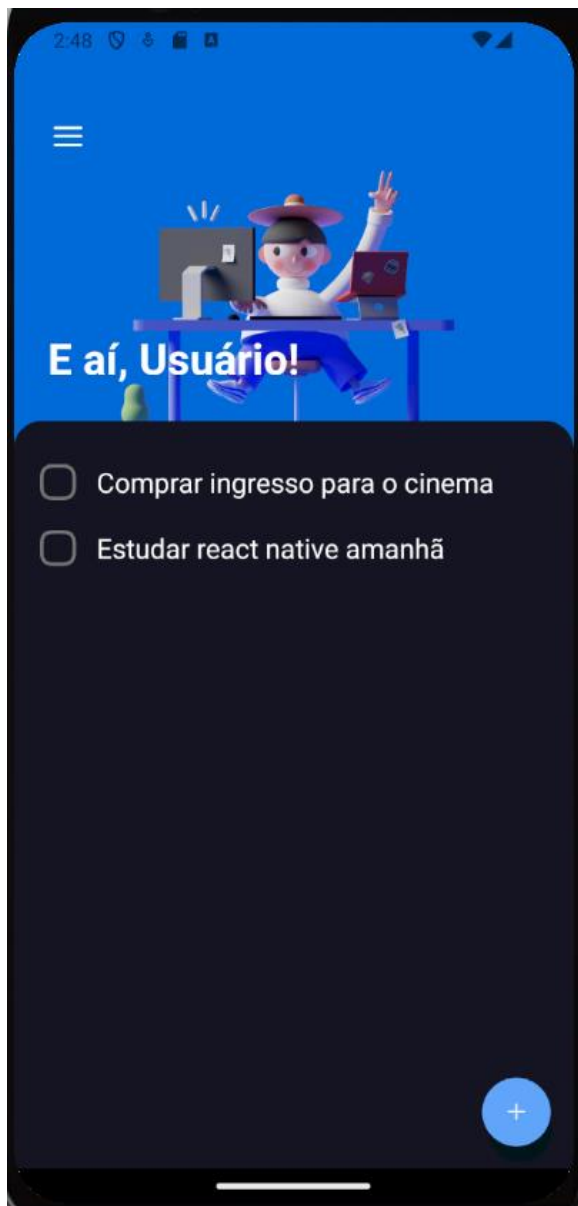 2:48
E aí, Usuário!
Comprar ingresso para o cinema
Estudar react native amanhã